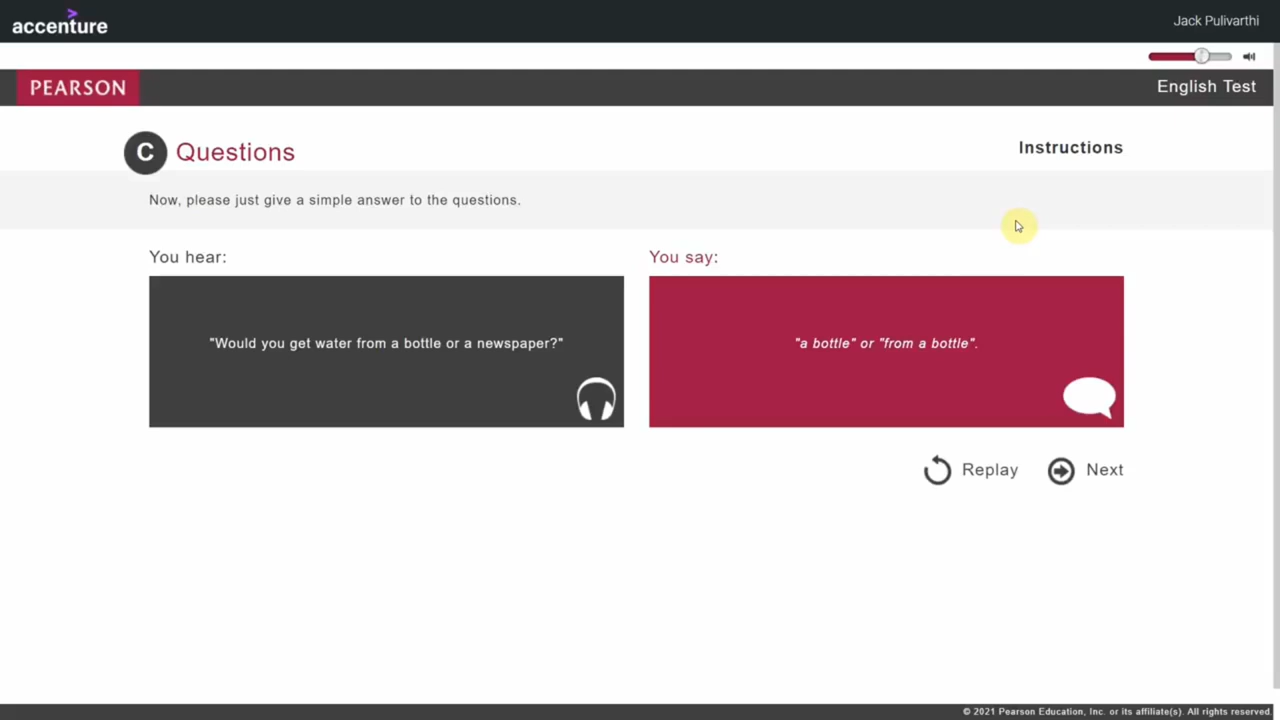 accenture
Jack Pulivarthi
PEARSON
English Test
C Questions
Instructions
Now, please just give a simple answer to the questions.
You hear:
You say:
"Would you get water from a bottle or a newspaper?"
"a bottle" or "from a bottle".
Replay
Next
© 2021 Pearson Education, Inc. or its affiliate(s). All rights reserved.